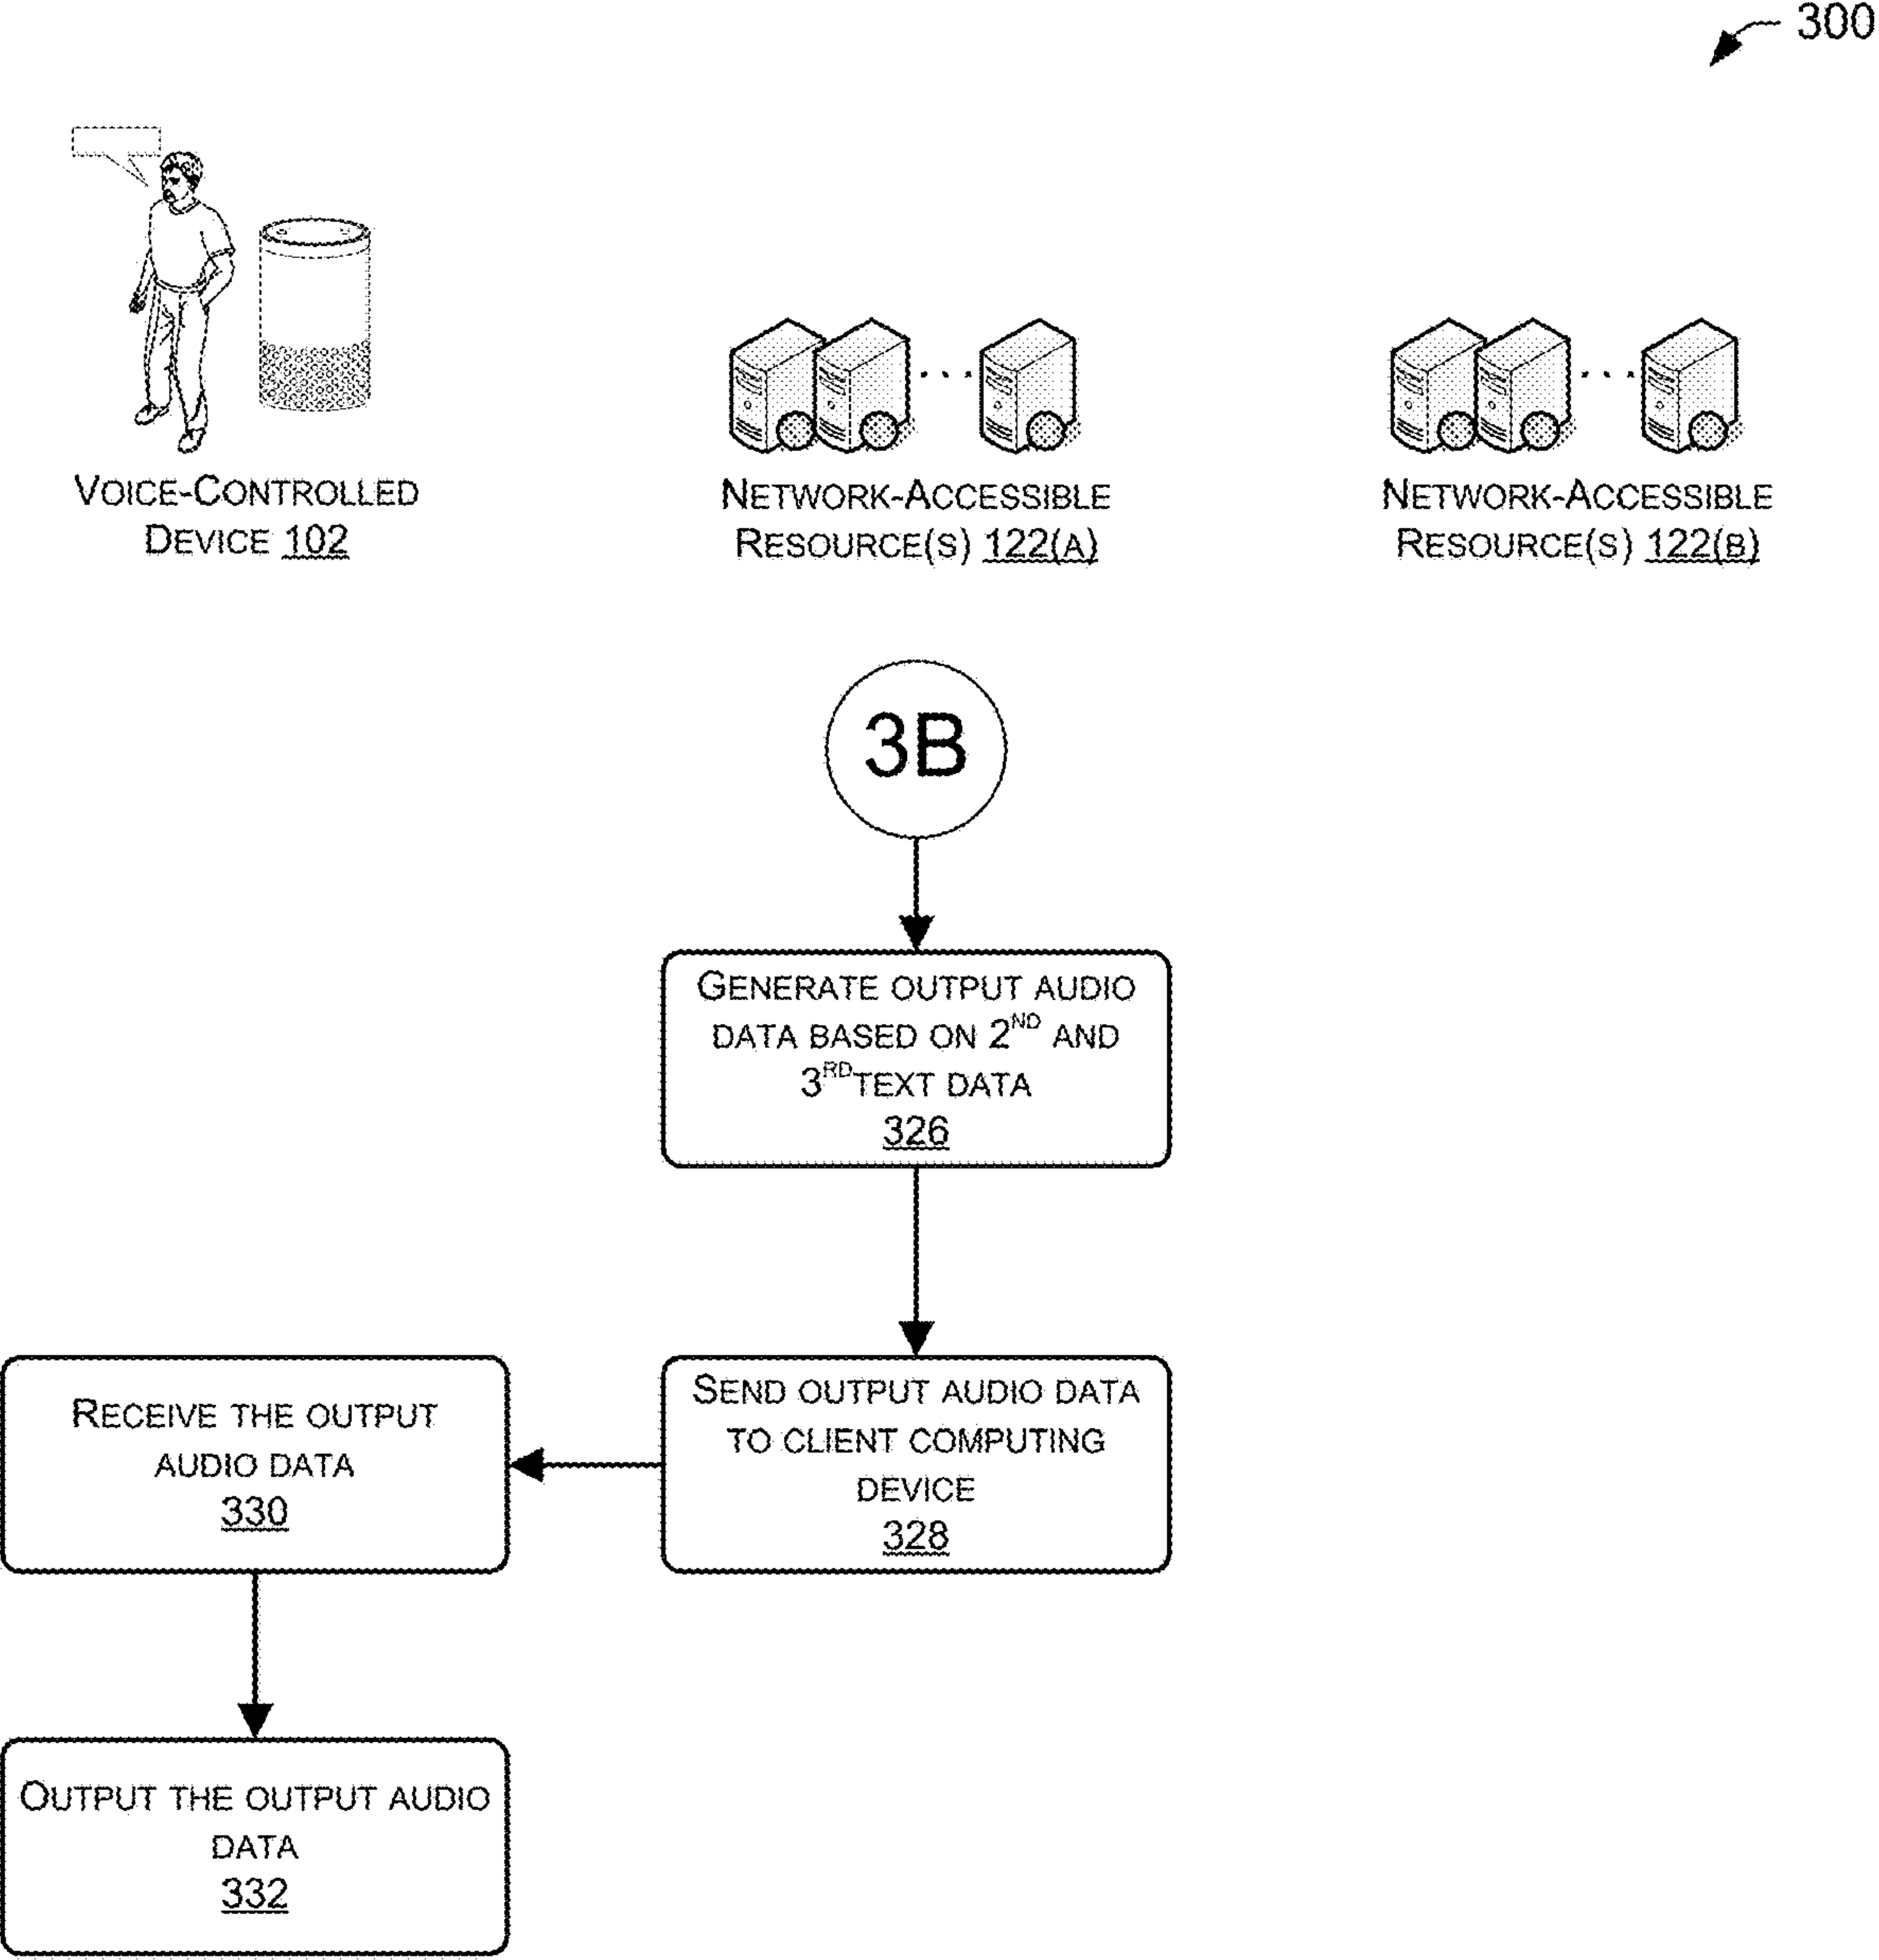 300
VOICE-CONTROLLED
DEVICE 102
NETWORK-ACCESSIBLE
RESOURCE(S) 122(A)
NETWORK-ACCESSIBLE
RESOURCE(S) 122(B)
3B
GENERATE OUTPUT AUDIO
DATA BASED ON 2ND AND
3RD TEXT DATA
326
SEND OUTPUT AUDIO DATA
TO CLIENT COMPUTING
DEVICE
328
RECEIVE THE OUTPUT
AUDIO DATA
330
OUTPUT THE OUTPUT AUDIO
DATA
332